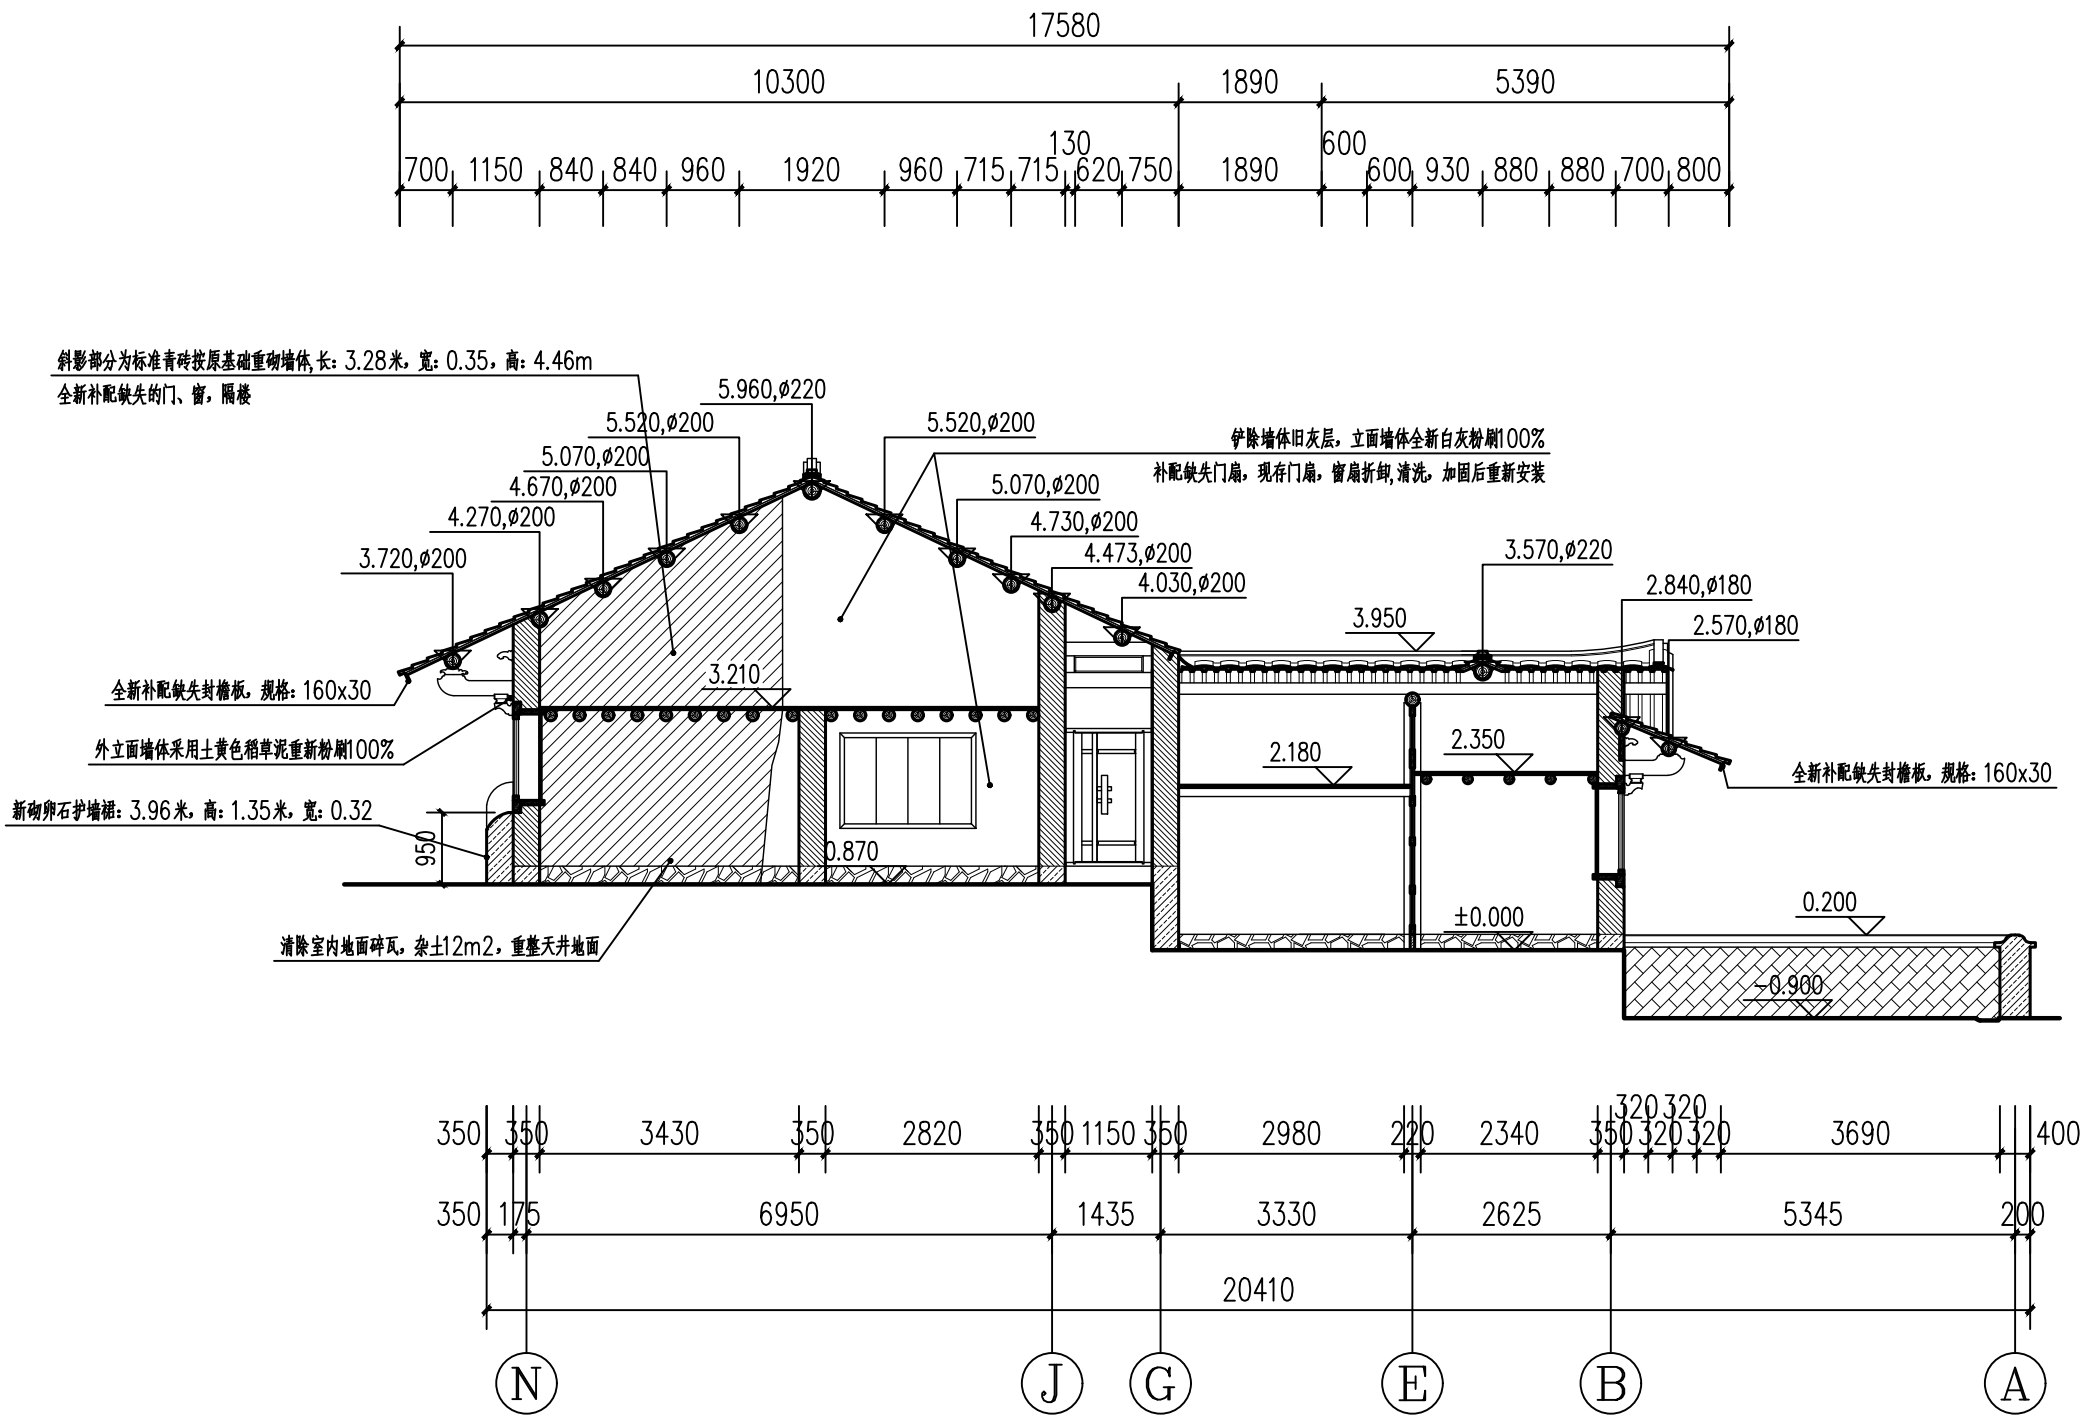 17580
10300 1890 5390
130 600
700 1150 840 840 960 1920 960 715 715 620 750 1890 600 930 880 880 700 800
斜影部分为标准青砖按原基础重砌墙体,长：3.28米，宽：0.35，高：4.46m
全新补配缺失的门、窗，隔楼
5.960,ø220
5.520,ø200
5.520,ø200
铲除墙体旧灰层，立面墙体全新白灰粉刷100%
补配缺失门扇，现存门扇，窗扇折卸,清洗，加固后重新安装
5.070,ø200
5.070,ø200
4.670,ø200
4.270,ø200
4.730,ø200
3.720,ø200
4.473,ø200
4.030,ø200
3.570,ø220
2.840,ø180
3.950
2.570,ø180
3.210
全新补配缺失封檐板，规格：160x30
外立面墙体采用土黄色稻草泥重新粉刷100%
2.180
2.350
全新补配缺失封檐板，规格：160x30
新砌卵石护墙裙：3.96米，高：1.35米，宽：0.32
950
0.870
±0.000
0.200
清除室内地面碎瓦，杂土12m2，重整天井地面
-0.900
320 320
350 350 3430 350 2820 350 1150 350 2980 220 2340 350 320 320 3690 400
350 175 6950 1435 3330 2625 5345 200
20410
N J G E B A